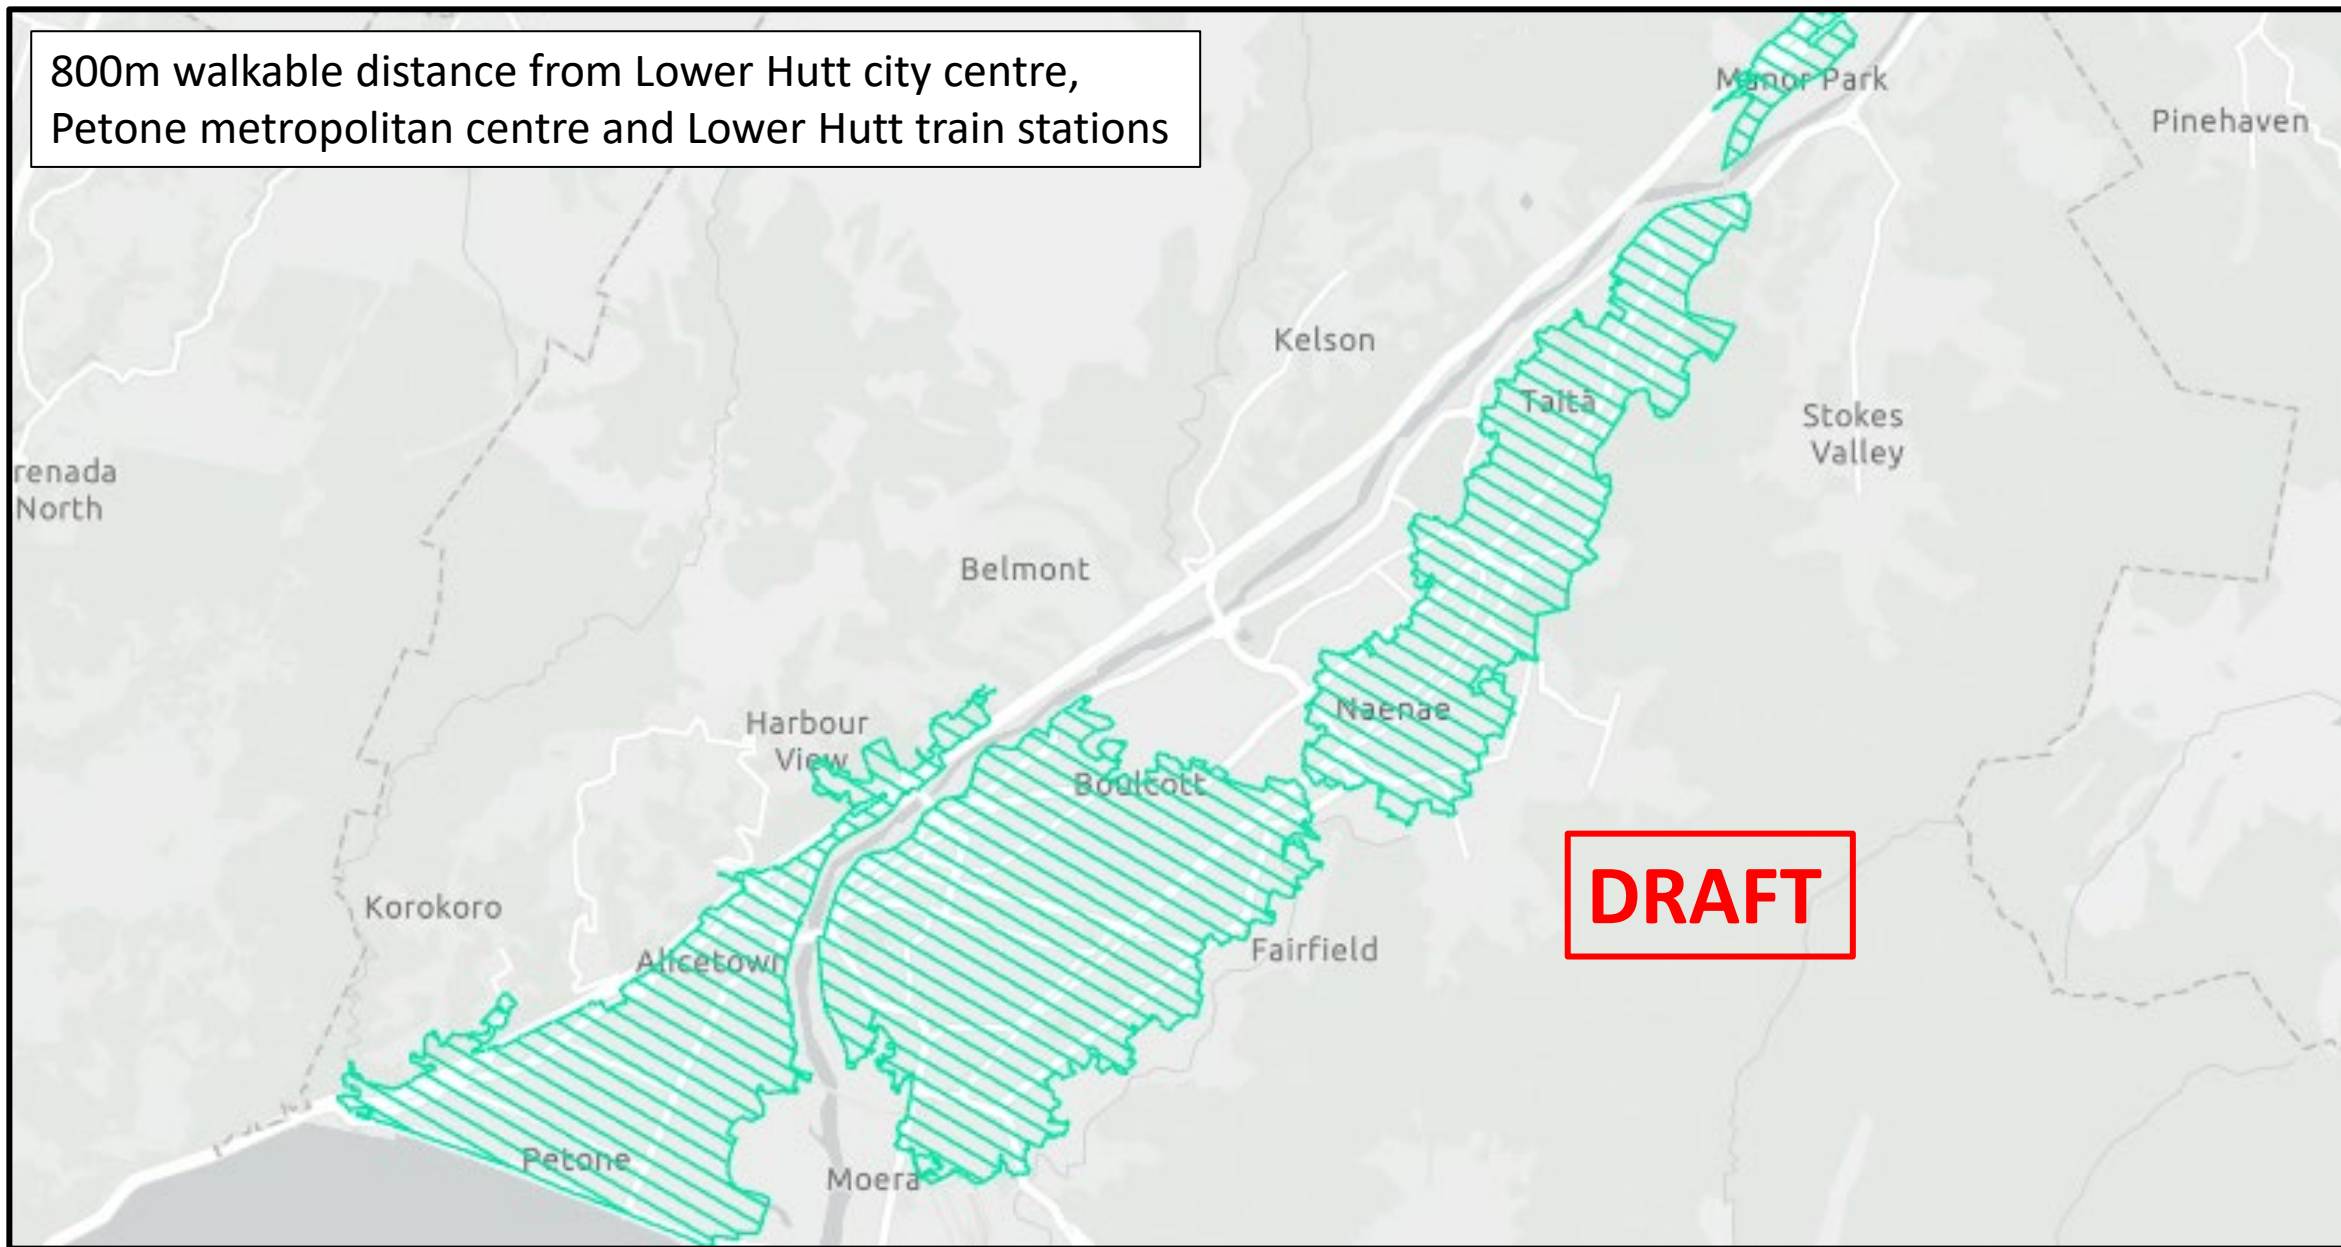 800m walkable distance from Lower Hutt city centre,
Petone metropolitan centre and Lower Hutt train stations
Manor Park
Pinehaven
Kelson
Taitā
Stokes
Valley
renada
North
Belmont
Harbour
View
Naenae
Boulcott
DRAFT
Korokoro
Alicetown
Fairfield
Petone
Moera